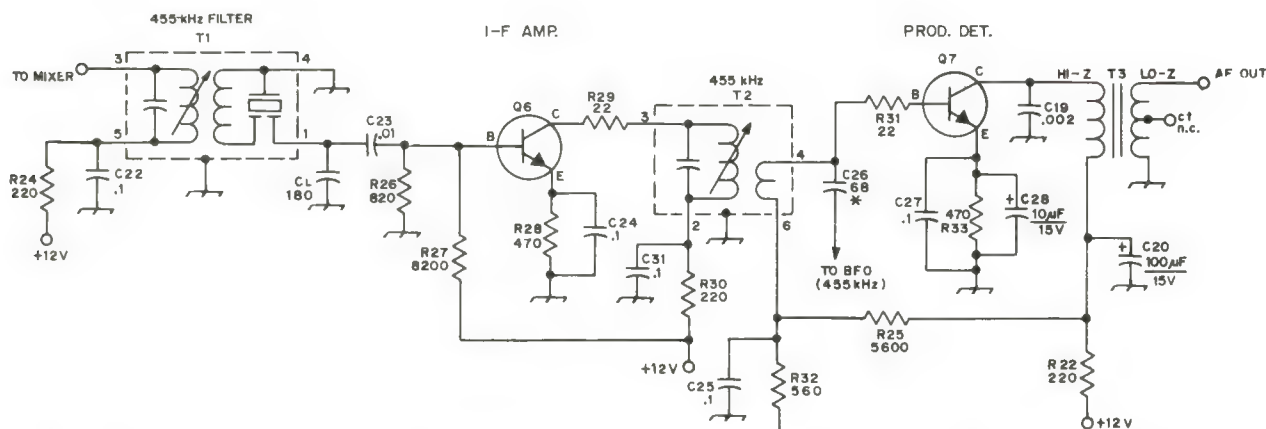 455-kHz FILTER
T1
I-F AMP.
PROD. DET.
3
4
TO MIXER
5
1
R24
220
C22
.1
+12V
CL
180
C23
.01
R26
820
R27
8200
Q6
B
C
E
R28
470
C24
.1
R29
22
455 kHz
T2
3
4
2
6
C31
.1
R30
220
+12V
C25
.1
R32
560
R31
22
C26
68
*
TO BFO
(455kHz)
Q7
B
C
E
C27
.1
470
R33
C28
10µF
15V
C19
.002
HI-Z
T3
LO-Z
AF OUT
ct
n.c.
C20
100µF
15V
R25
5600
R22
220
+12V
+
+